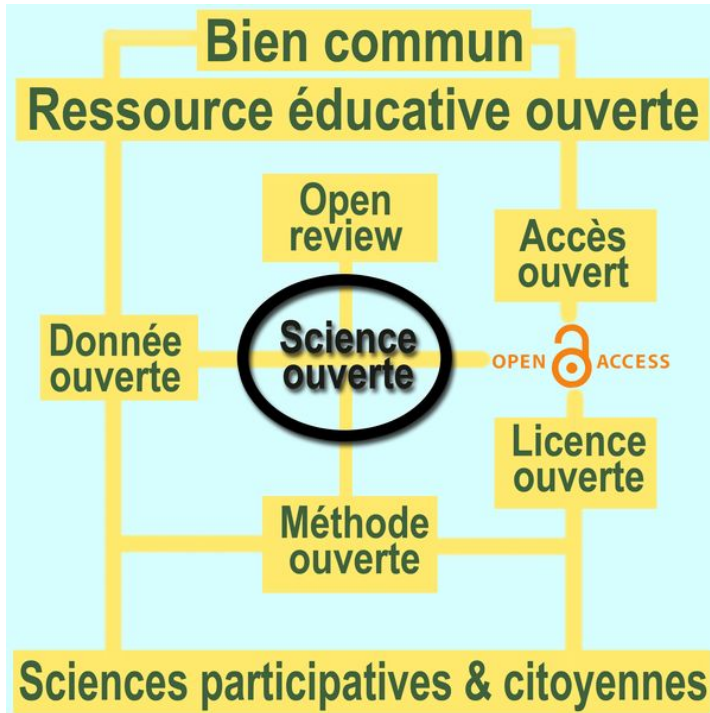 Bien commun
Ressource éducative ouverte
Open
review
Accès
ouvert
Donnée
ouverte
Science
ouverte
OPEN ACCESS
Licence
ouverte
Méthode
ouverte
Sciences participatives & citoyennes